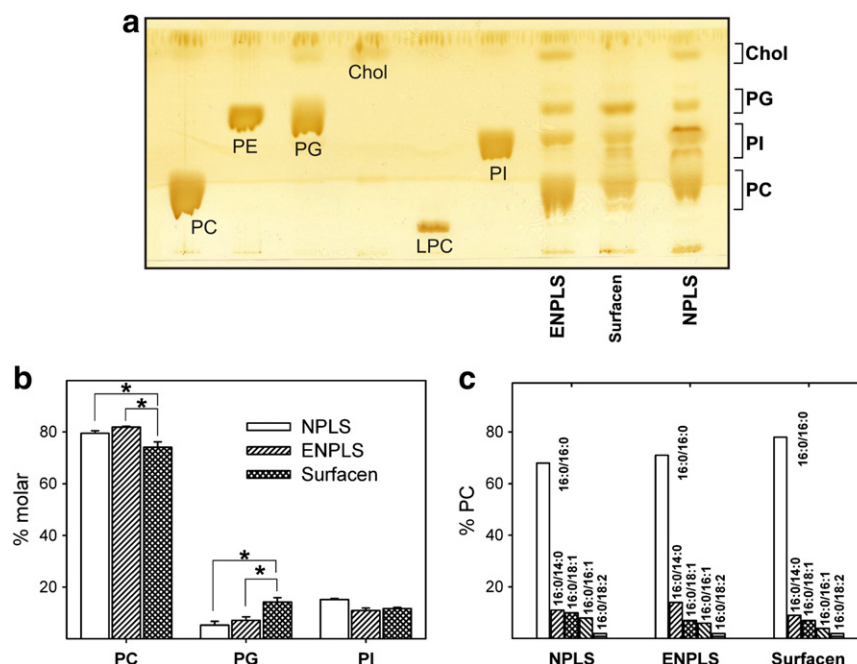 a
Chol
PE
PG
PI
PC
LPC
Chol
PG
PI
PC
ENPLS
Surfacen
NPLS
b
% molar
80
60
40
20
*
*
*
*
NPLS
ENPLS
Surfacen
PC
PG
PI
c
% PC
80
60
40
20
16:0/16:0
16:0/14:0
16:0/18:1
16:0/16:1
16:0/18:2
16:0/16:0
16:0/14:0
16:0/18:1
16:0/16:1
16:0/18:2
16:0/16:0
16:0/14:0
16:0/18:1
16:0/16:1
16:0/18:2
NPLS
ENPLS
Surfacen